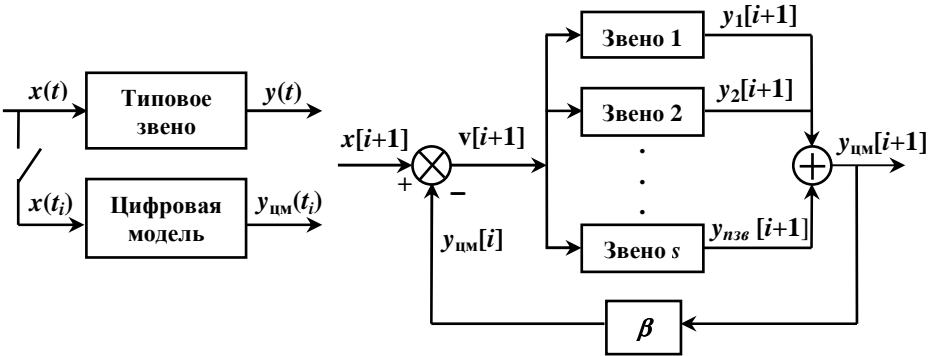 x(t)
Типовое звено
y(t)
x(tᵢ)
Цифровая модель
yцм(tᵢ)
x[i+1]
+
−
v[i+1]
yцм[i]
Звено 1
y₁[i+1]
Звено 2
y₂[i+1]
.
.
.
Звено s
yпзв [i+1]
+
yцм[i+1]
β